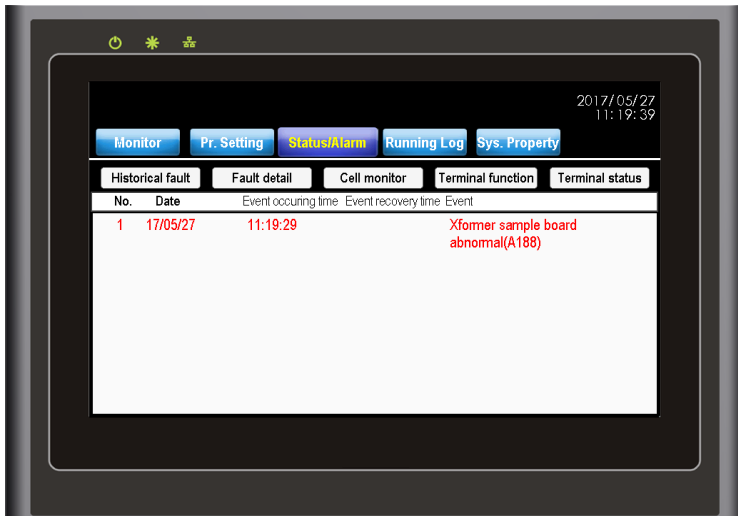 2017/05/27
11:19:39
Monitor Pr. Setting Status/Alarm Running Log Sys. Property
Historical fault Fault detail Cell monitor Terminal function Terminal status
No. Date Event occuring time Event recovery time Event
1 17/05/27 11:19:29 Xformer sample board
abnormal(A188)